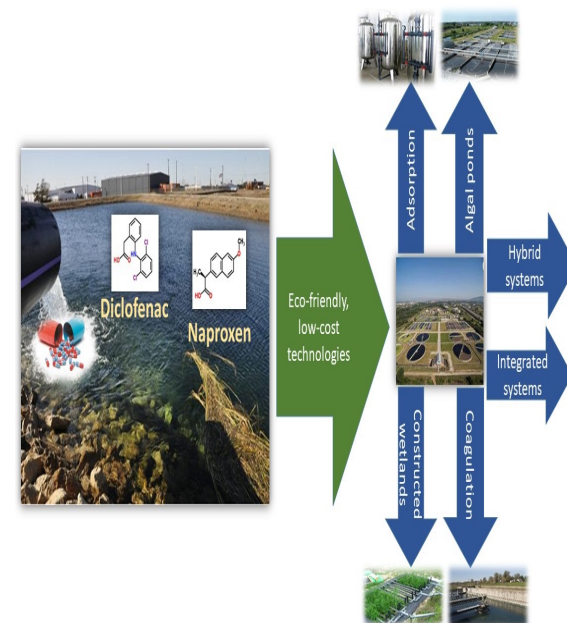 Diclofenac
Naproxen
Eco-friendly,
low-cost
technologies
Adsorption
Algal ponds
Hybrid
systems
Integrated
systems
Constructed
wetlands
Coagulation